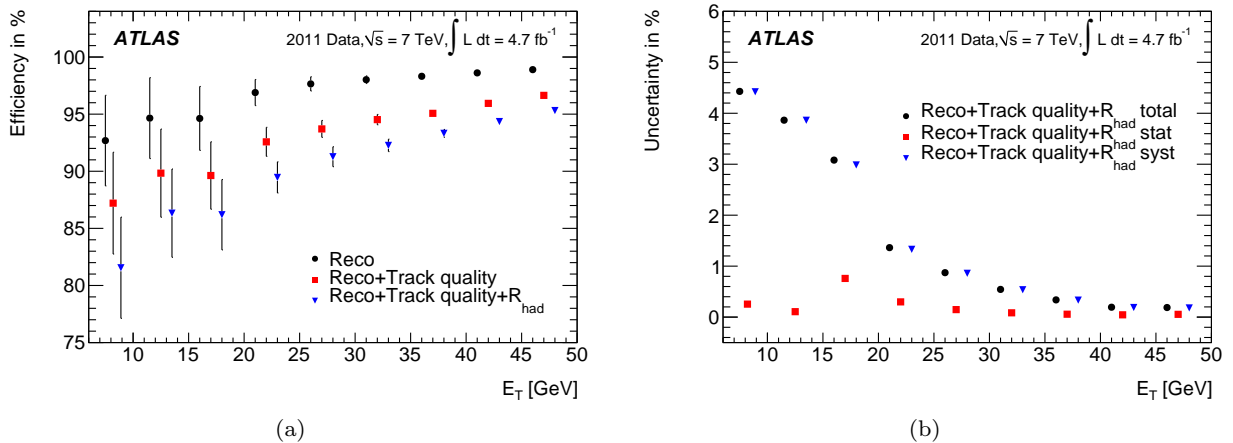 ATLAS
2011 Data,√s = 7 TeV,∫ L dt = 4.7 fb⁻¹
Efficiency in %
100
95
90
85
80
75
Reco
Reco+Track quality
Reco+Track quality+R_had
10 15 20 25 30 35 40 45 50
E_T [GeV]
(a)
ATLAS
2011 Data,√s = 7 TeV,∫ L dt = 4.7 fb⁻¹
Uncertainty in %
6
5
4
3
2
1
0
Reco+Track quality+R_had total
Reco+Track quality+R_had stat
Reco+Track quality+R_had syst
10 15 20 25 30 35 40 45 50
E_T [GeV]
(b)